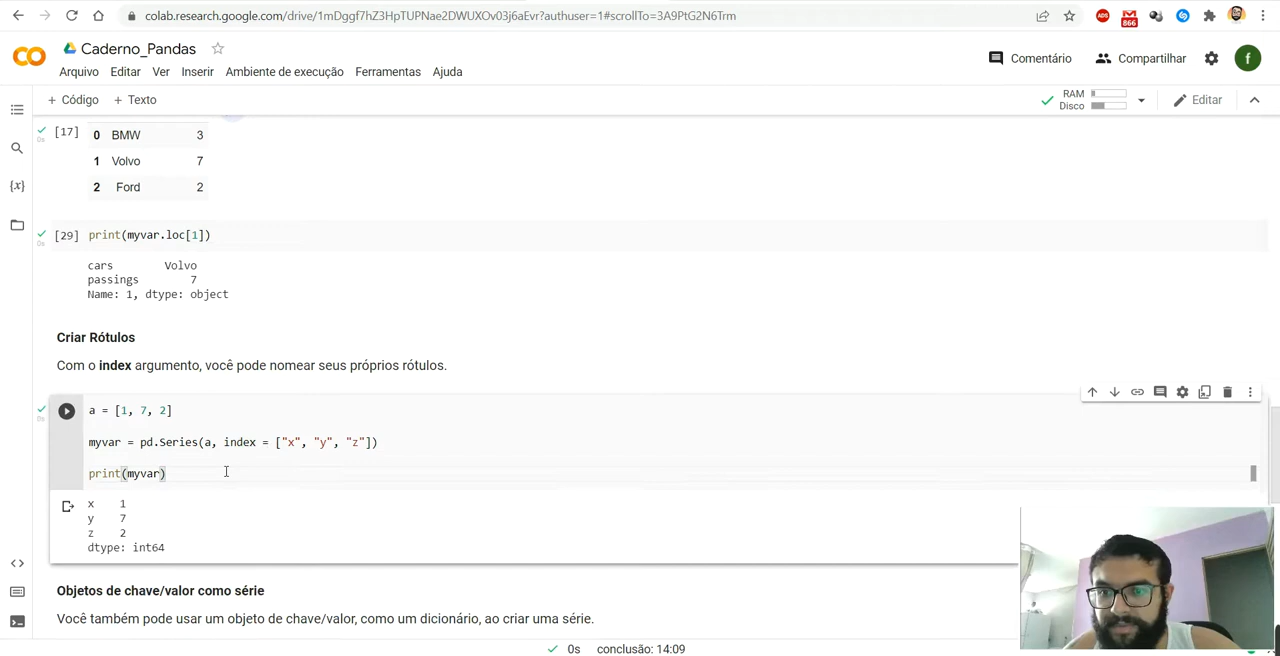 colab.research.google.com/drive/1mDggf7hZ3HpTUPNae2DWUXOv03j6aEvr?authuser=1#scrollTo=3A9PtG2N6Trm
ADS
866
Caderno_Pandas
Comentário
Compartilhar
f
Arquivo Editar Ver Inserir Ambiente de execução Ferramentas Ajuda
+ Código + Texto
RAM
Disco
Editar
[17]
0s
0 BMW 3
1 Volvo 7
2 Ford 2
{x}
[29] print(myvar.loc[1])
0s
cars Volvo
passings 7
Name: 1, dtype: object
Criar Rótulos
Com o index argumento, você pode nomear seus próprios rótulos.
a = [1, 7, 2]
0s
myvar = pd.Series(a, index = ["x", "y", "z"])
print(myvar)
x 1
y 7
z 2
dtype: int64
Objetos de chave/valor como série
Você também pode usar um objeto de chave/valor, como um dicionário, ao criar uma série.
0s conclusão: 14:09